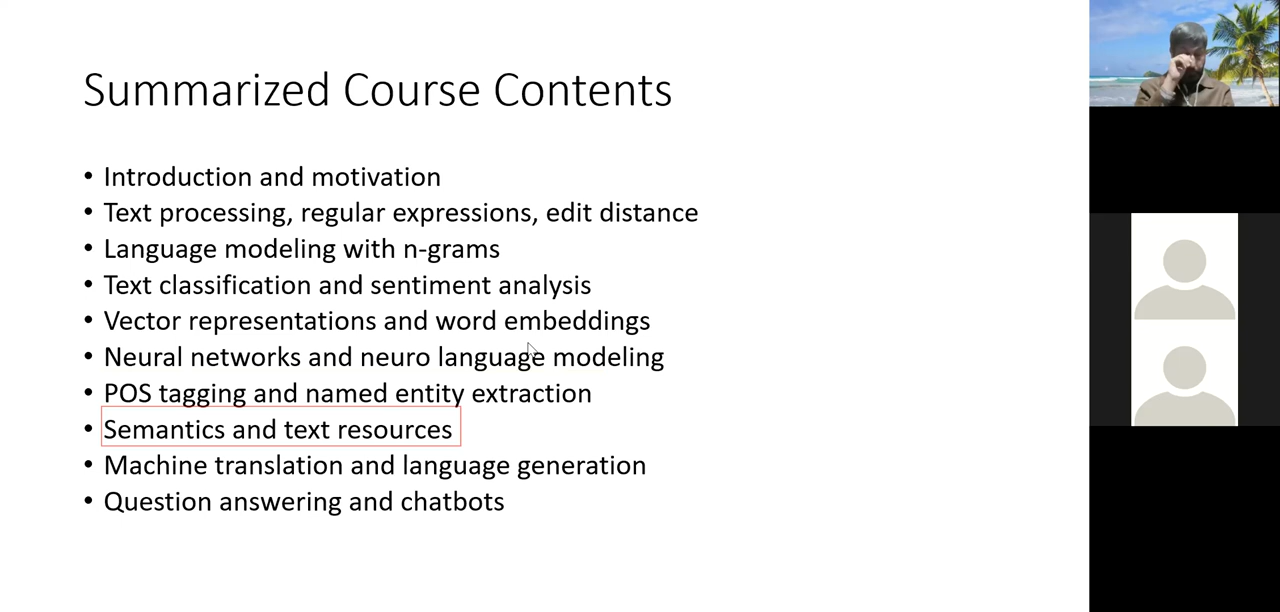 Summarized Course Contents
• Introduction and motivation
• Text processing, regular expressions, edit distance
• Language modeling with n-grams
• Text classification and sentiment analysis
• Vector representations and word embeddings
• Neural networks and neuro language modeling
• POS tagging and named entity extraction
• Semantics and text resources
• Machine translation and language generation
• Question answering and chatbots